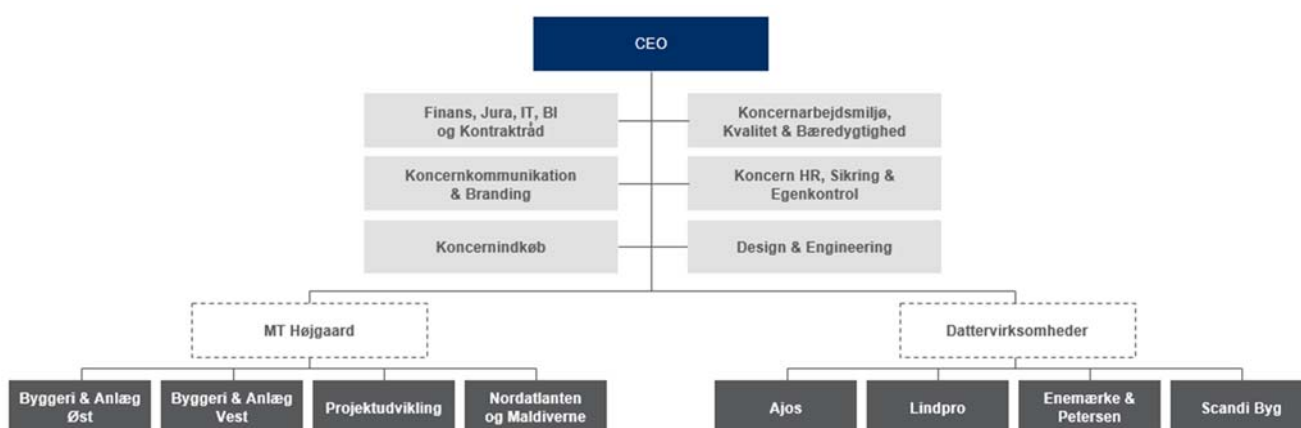 CEO
Finans, Jura, IT, BI
og Kontraktråd
Koncernarbejdsmiljø,
Kvalitet & Bæredygtighed
Koncernkommunikation
& Branding
Koncern HR, Sikring &
Egenkontrol
Koncernindkøb
Design & Engineering
MT Højgaard
Dattervirksomheder
Byggeri & Anlæg
Øst
Byggeri & Anlæg
Vest
Projektudvikling
Nordatlanten
og Maldiverne
Ajos
Lindpro
Enemærke &
Petersen
Scandi Byg